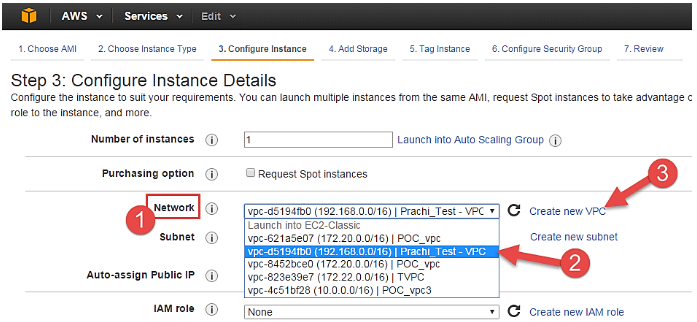 AWS Services Edit
1. Choose AMI 2. Choose Instance Type 3. Configure Instance 4. Add Storage 5. Tag Instance 6. Configure Security Group 7. Review
Step 3: Configure Instance Details
Configure the instance to suit your requirements. You can launch multiple instances from the same AMI, request Spot instances to take advantage o
role to the instance, and more.
Number of instances i 1 Launch into Auto Scaling Group i
Purchasing option i Request Spot instances
3
Network i vpc-d5194fb0 (192.168.0.0/16) | Prachi_Test - VPC Create new VPC
1
Launch into EC2-Classic
Subnet i vpc-621a5e07 (172.20.0.0/16) | POC_vpc Create new subnet
vpc-d5194fb0 (192.168.0.0/16) | Prachi_Test - VPC
2
vpc-8452bce0 (172.20.0.0/16) | POC_vpc
Auto-assign Public IP i vpc-823e39e7 (172.22.0.0/16) | TVPC
vpc-4c51bf28 (10.0.0.0/16) | POC_vpc3
IAM role i None Create new IAM role